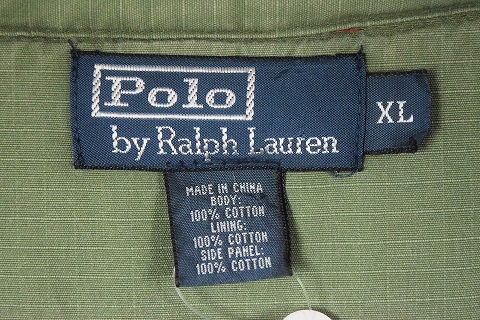 Polo
by Ralph Lauren
XL
MADE IN CHINA
BODY:
100% COTTON
LINING:
100% COTTON
SIDE PANEL:
100% COTTON